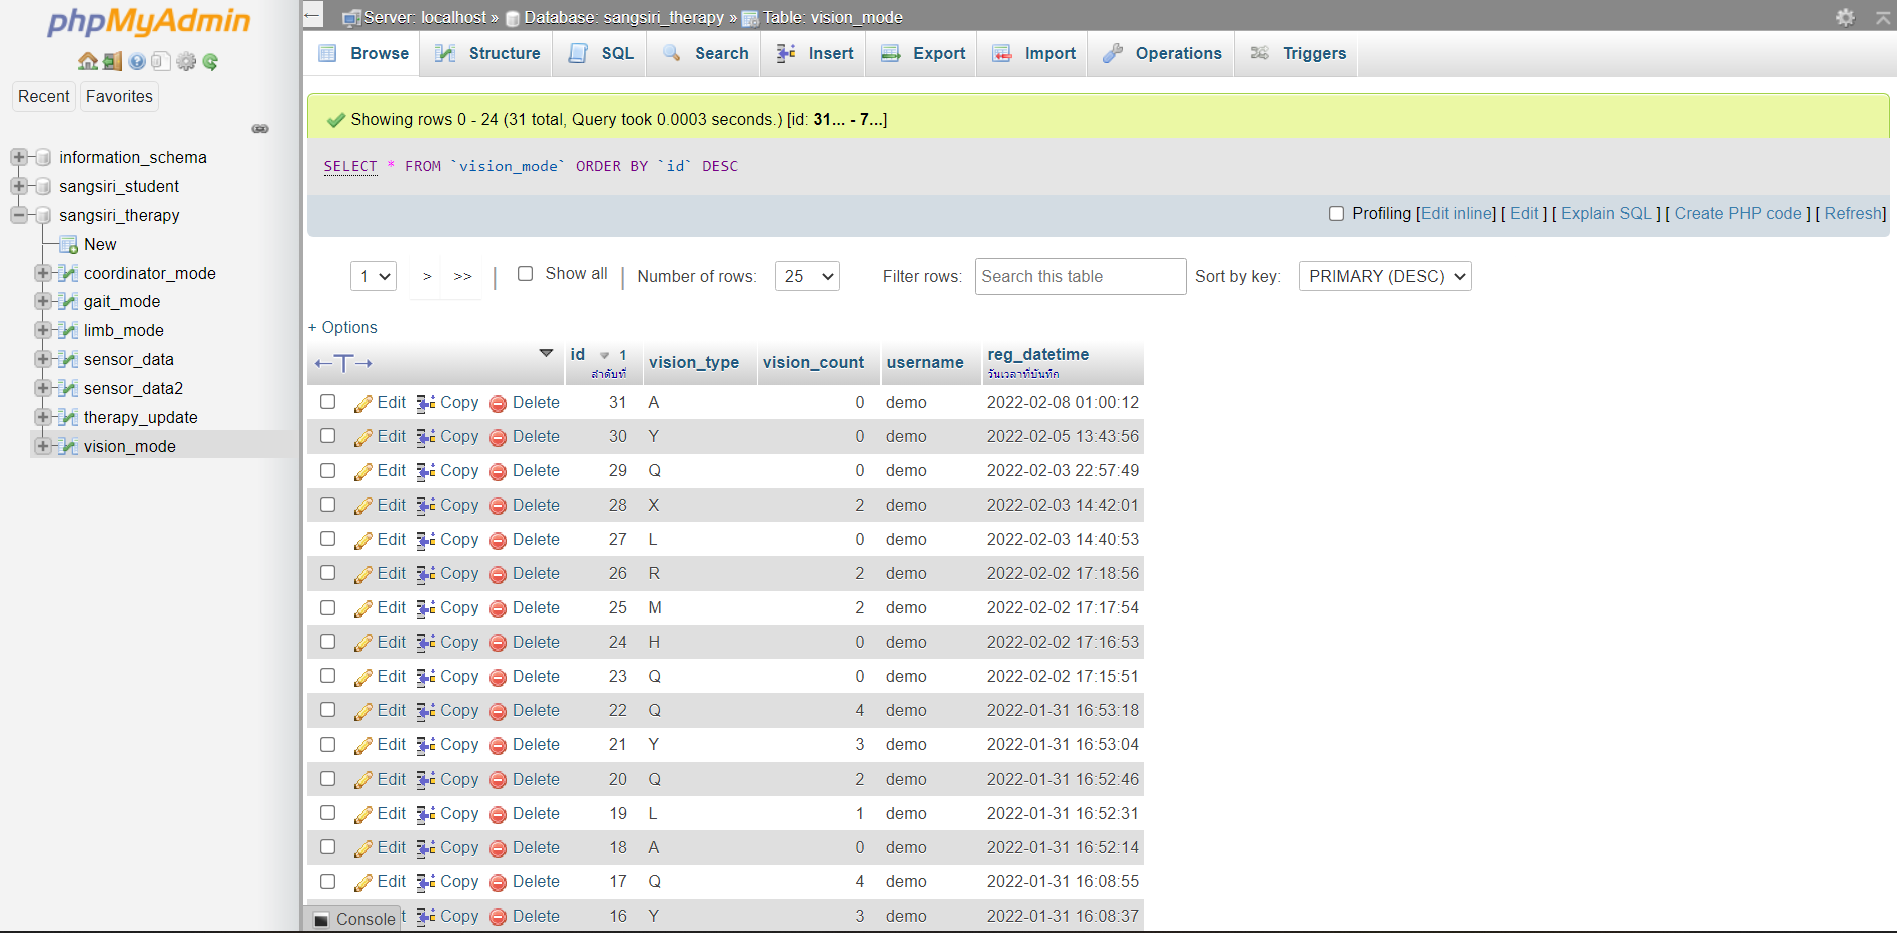 phpMyAdmin
Recent Favorites
information_schema
sangsiri_student
sangsiri_therapy
New
coordinator_mode
gait_mode
limb_mode
sensor_data
sensor_data2
therapy_update
vision_mode
Server: localhost » Database: sangsiri_therapy » Table: vision_mode
Browse Structure SQL Search Insert Export Import Operations Triggers
Showing rows 0 - 24 (31 total, Query took 0.0003 seconds.) [id: 31... - 7...]
SELECT * FROM `vision_mode` ORDER BY `id` DESC
Profiling [Edit inline] [ Edit ] [ Explain SQL ] [ Create PHP code ] [ Refresh]
1 > >> | Show all | Number of rows: 25 Filter rows: Search this table Sort by key: PRIMARY (DESC)
+ Options
←T→ id 1 vision_type vision_count username reg_datetime
ลำดับที่ วันเวลาที่บันทึก
Edit Copy Delete 31 A 0 demo 2022-02-08 01:00:12
Edit Copy Delete 30 Y 0 demo 2022-02-05 13:43:56
Edit Copy Delete 29 Q 0 demo 2022-02-03 22:57:49
Edit Copy Delete 28 X 2 demo 2022-02-03 14:42:01
Edit Copy Delete 27 L 0 demo 2022-02-03 14:40:53
Edit Copy Delete 26 R 2 demo 2022-02-02 17:18:56
Edit Copy Delete 25 M 2 demo 2022-02-02 17:17:54
Edit Copy Delete 24 H 0 demo 2022-02-02 17:16:53
Edit Copy Delete 23 Q 0 demo 2022-02-02 17:15:51
Edit Copy Delete 22 Q 4 demo 2022-01-31 16:53:18
Edit Copy Delete 21 Y 3 demo 2022-01-31 16:53:04
Edit Copy Delete 20 Q 2 demo 2022-01-31 16:52:46
Edit Copy Delete 19 L 1 demo 2022-01-31 16:52:31
Edit Copy Delete 18 A 0 demo 2022-01-31 16:52:14
Edit Copy Delete 17 Q 4 demo 2022-01-31 16:08:55
Console t Copy Delete 16 Y 3 demo 2022-01-31 16:08:37